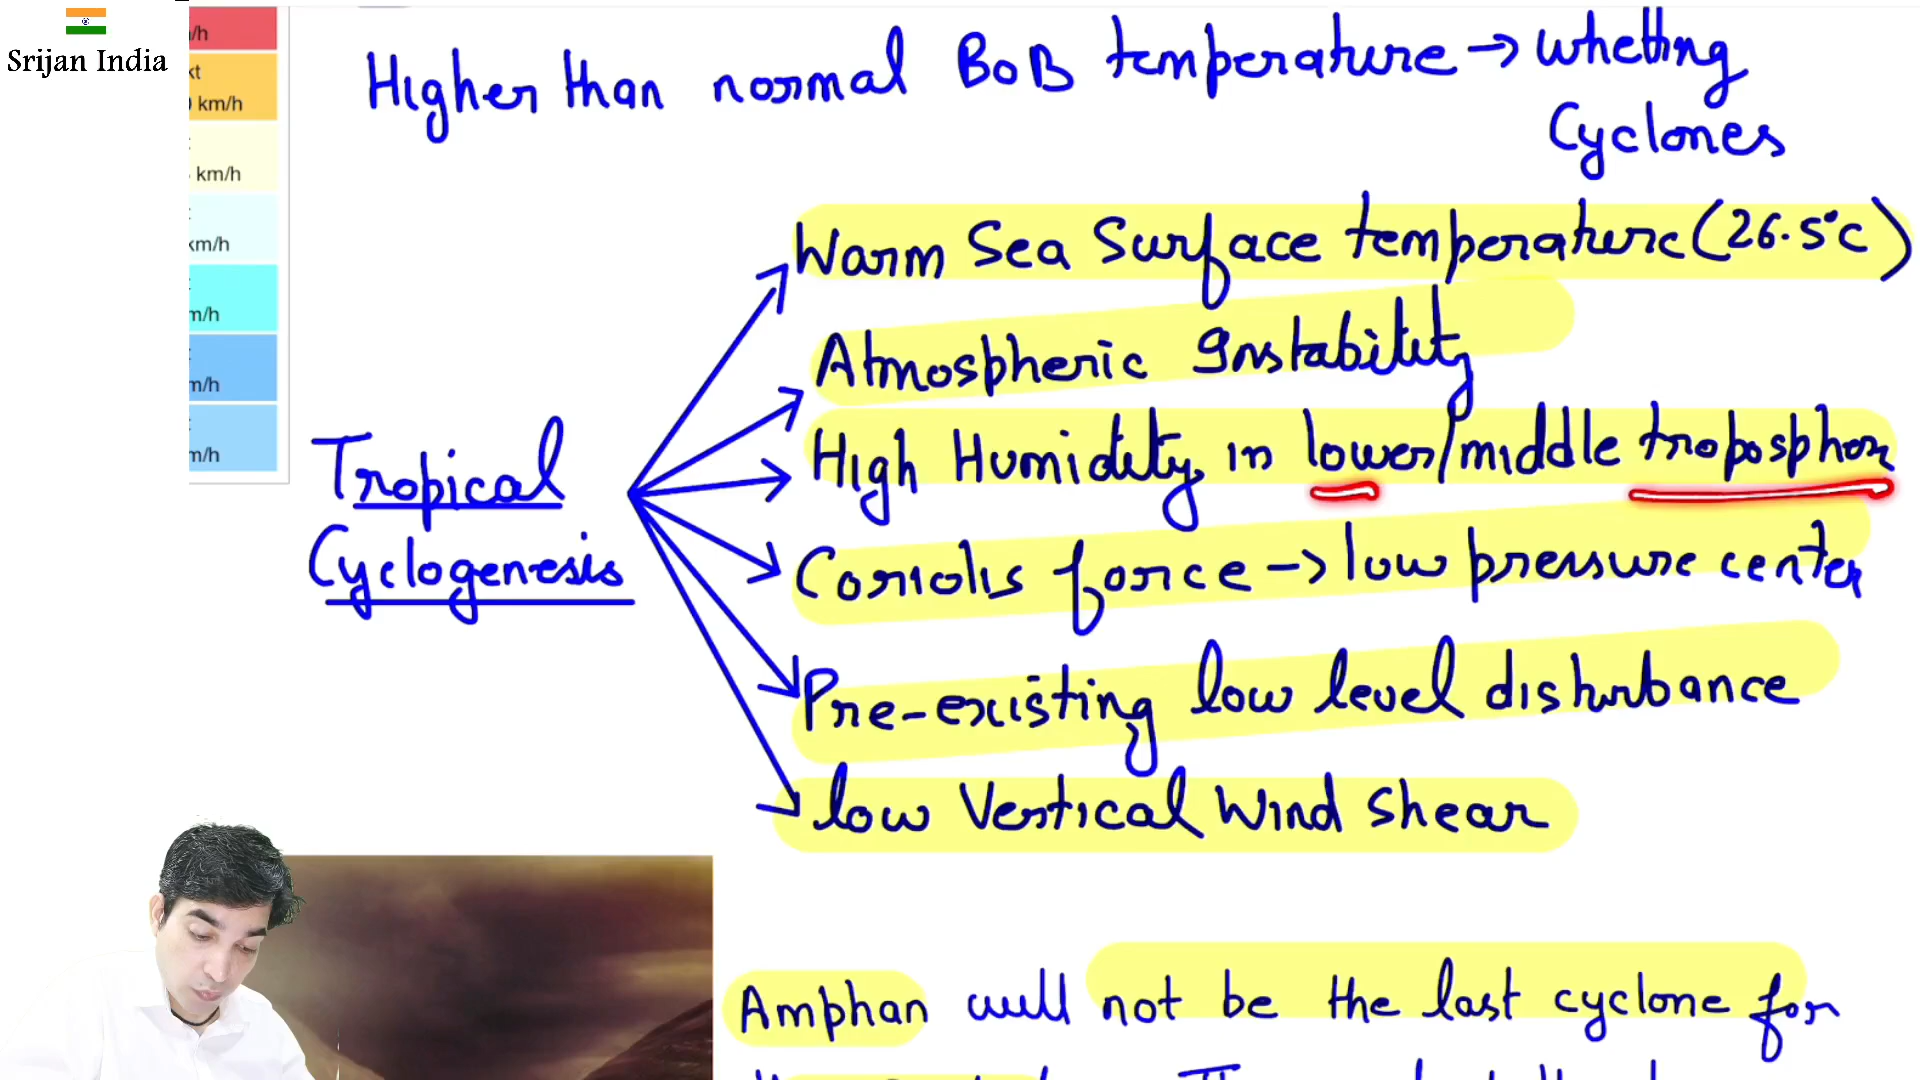 Srijan India
/h
kt
km/h
km/h
km/h
m/h
m/h
m/h
Higher than normal BoB temperature → whetting
Cyclones
Warm Sea Surface temperature (26.5°C)
Atmospheric Instability
High Humidity in lower/middle troposphere
Coriolis force → low pressure center
Tropical
Cyclogenesis
Pre-existing low level disturbance
low Vertical Wind Shear
Amphan will not be the last cyclone for